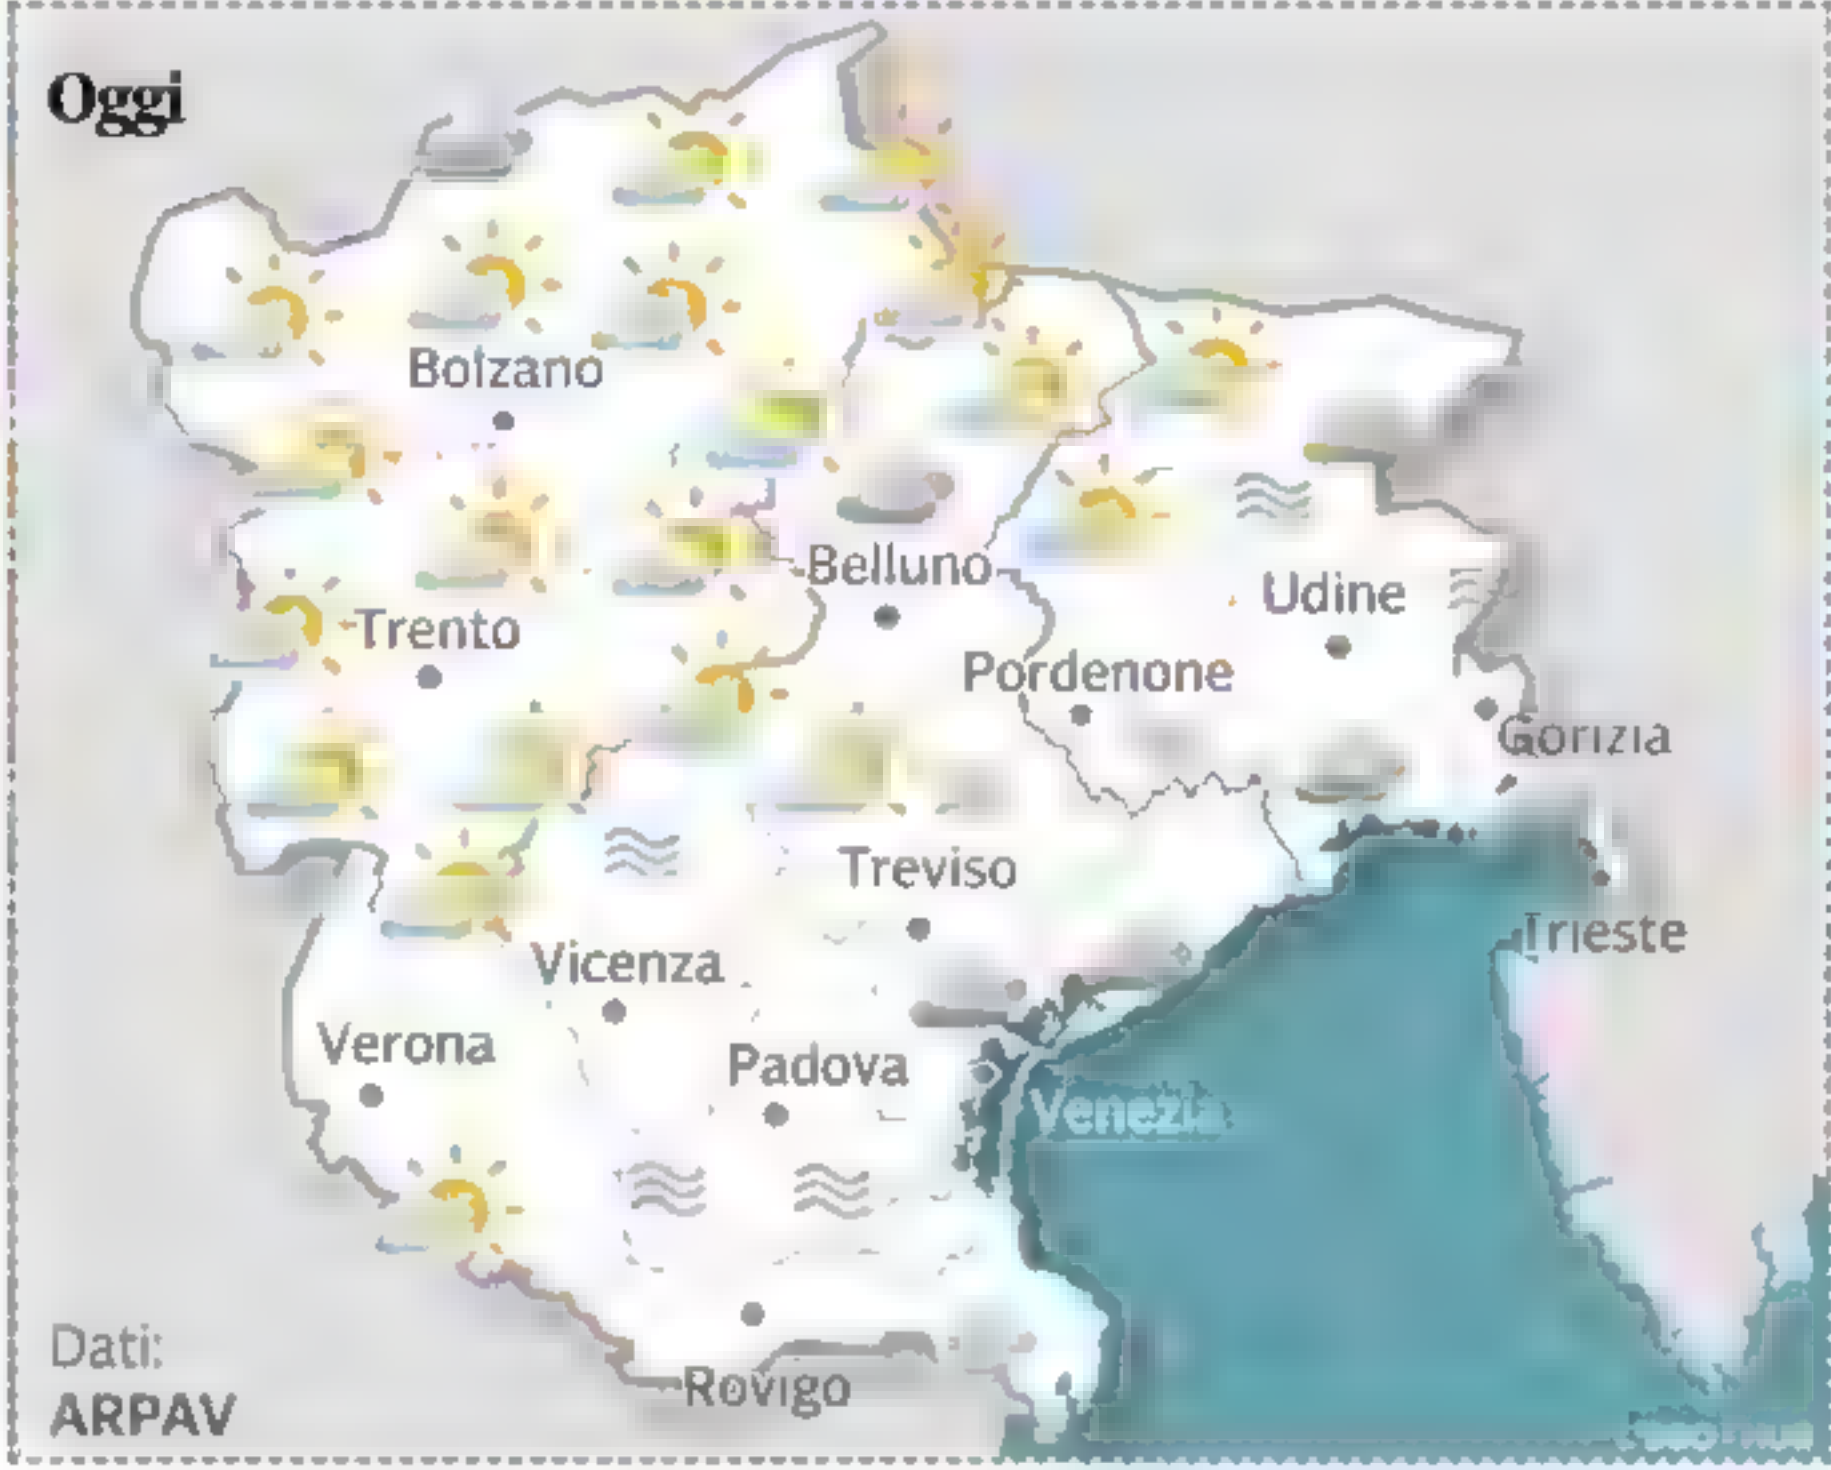 Oggi
Bolzano
Belluno
Udine
Trento
Pordenone
Gorizia
Treviso
Trieste
Vicenza
Verona
Padova
Venezia
Dati:
ARPAV
Rovigo